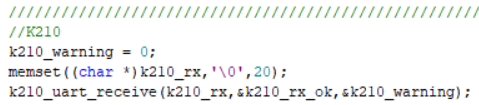 ////////////////////////////////////////////////////////////
//K210
k210_warning = 0;
memset((char *)k210_rx,'\0',20);
k210_uart_receive(k210_rx,&k210_rx_ok,&k210_warning);